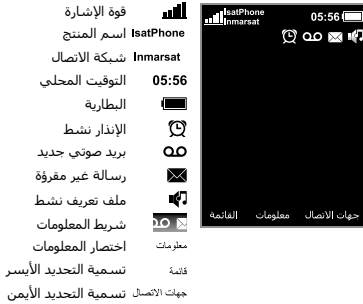 قوة الإشارة
اسم المنتج IsatPhone
شبكة الاتصال Inmarsat
التوقيت المحلي 05:56
البطارية
الإنذار نشط
بريد صوتي جديد
رسالة غير مقرؤة
ملف تعريف نشط
شريط المعلومات
اختصار المعلومات معلومات
تسمية التحديد الأيسر قائمة
تسمية التحديد الأيمن جهات الاتصال
IsatPhone 05:56
Inmarsat
القائمة معلومات جهات الاتصال